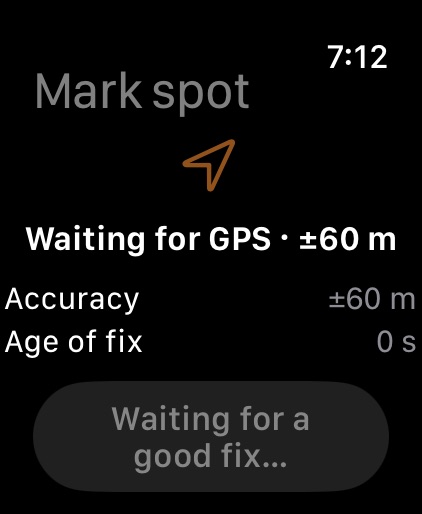 7:12
Mark spot
Waiting for GPS · ±60 m
Accuracy ±60 m
Age of fix 0 s
Waiting for a
good fix...